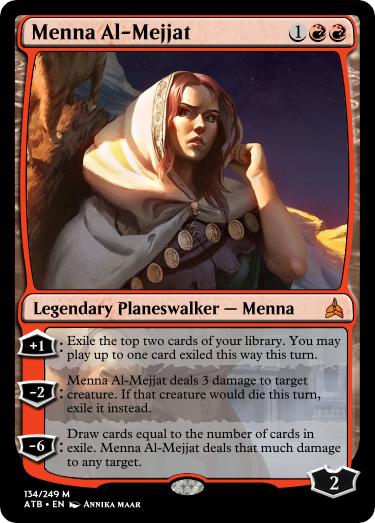 Menna Al-Mejjat 1
Legendary Planeswalker — Menna
+1: Exile the top two cards of your library. You may
play up to one card exiled this way this turn.
-2: Menna Al-Mejjat deals 3 damage to target
creature. If that creature would die this turn,
exile it instead.
-6: Draw cards equal to the number of cards in
exile. Menna Al-Mejjat deals that much damage
to any target.
2
134/249 M
ATB • EN Annika Maar